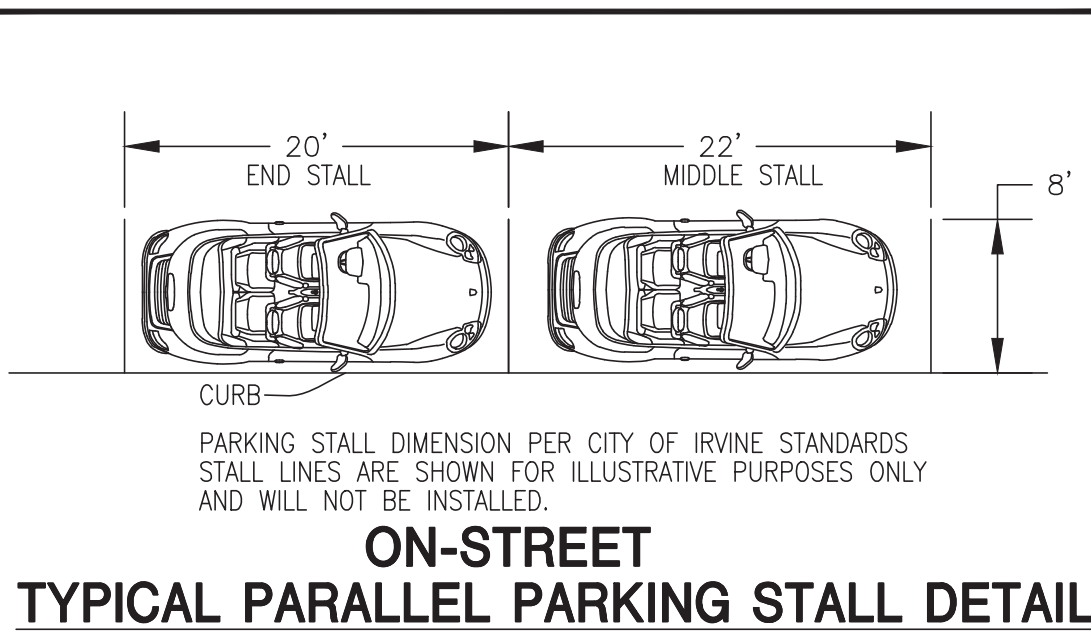 20' 22'
END STALL MIDDLE STALL 8'
CURB
PARKING STALL DIMENSION PER CITY OF IRVINE STANDARDS
STALL LINES ARE SHOWN FOR ILLUSTRATIVE PURPOSES ONLY
AND WILL NOT BE INSTALLED.
ON-STREET
TYPICAL PARALLEL PARKING STALL DETAIL